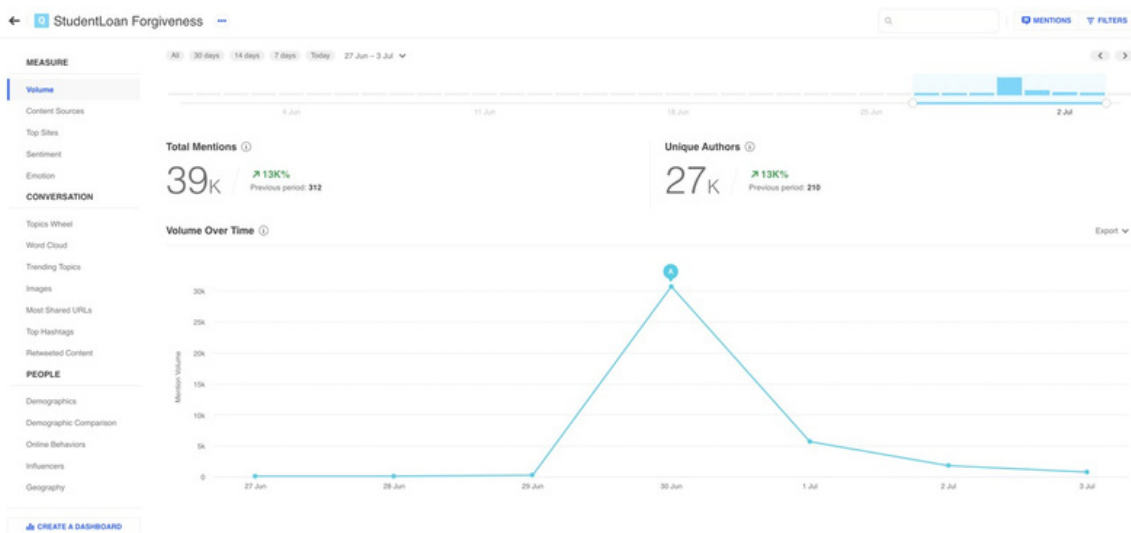 StudentLoan Forgiveness
MENTIONS
FILTERS
MEASURE
Volume
Content Sources
Top Sites
Sentiment
Emotion
CONVERSATION
Topics Wheel
Word Cloud
Trending Topics
Images
Most Shared URLs
Top Hashtags
Retweeted Content
PEOPLE
Demographics
Demographic Comparison
Online Behaviors
Influencers
Geography
CREATE A DASHBOARD
All 30 days 14 days 7 days Today 27 Jun – 3 Jul
4 Jun 11 Jun 18 Jun 25 Jun 2 Jul
Total Mentions
39K
13K%
Previous period: 312
Unique Authors
27K
13K%
Previous period: 210
Volume Over Time
Export
A
Mention Volume
30k
25k
20k
15k
10k
5k
0
27 Jun 28 Jun 29 Jun 30 Jun 1 Jul 2 Jul 3 Jul